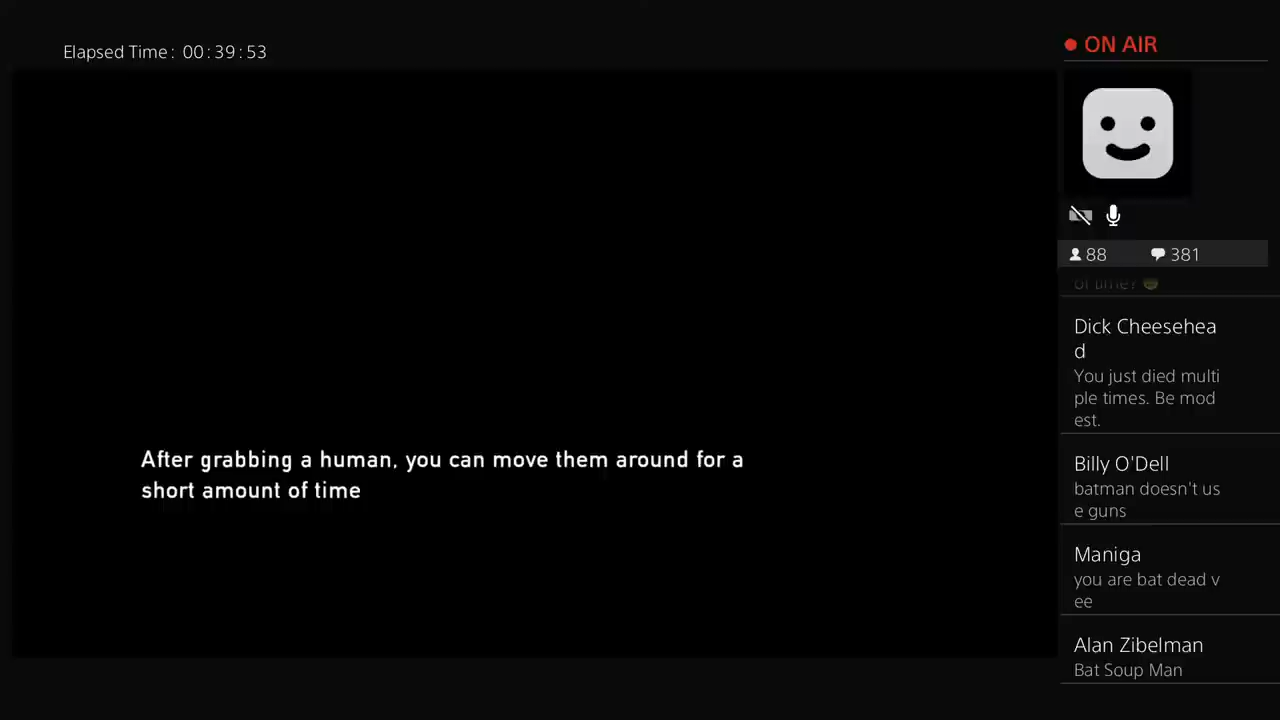 Elapsed Time: 00:39:53
ON AIR
88 381
of time?
Dick Cheesehea
d
You just died multi
ple times. Be mod
est.
Billy O'Dell
batman doesn't us
e guns
Maniga
you are bat dead v
ee
Alan Zibelman
Bat Soup Man
After grabbing a human, you can move them around for a
short amount of time